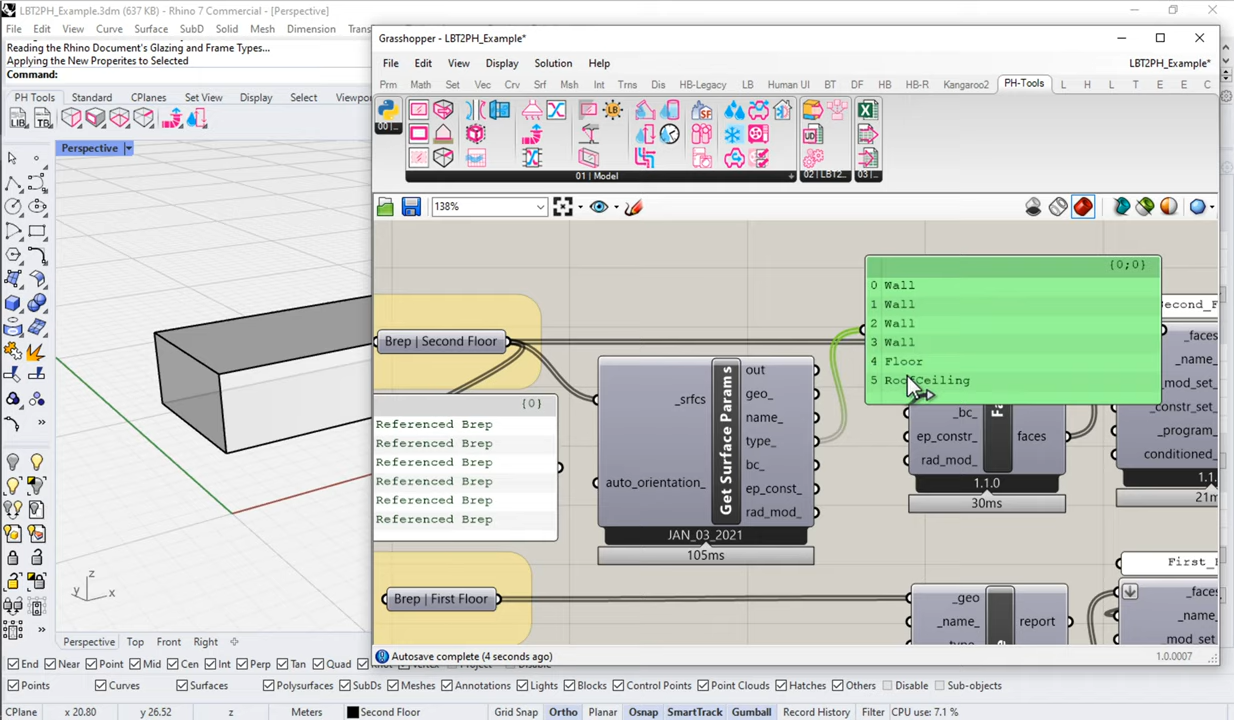 LBT2PH_Example.3dm (637 KB) - Rhino 7 Commercial - [Perspective]
File Edit View Curve Surface SubD Solid Mesh Dimension
Reading the Rhino Document's Glazing and Frame Types...
Applying the New Properites to Selected
Command:
PH Tools Standard CPlanes Set View Display Select
LIB TB
Perspective
Grasshopper - LBT2PH_Example*
File Edit View Display Solution Help LBT2PH_Example*
Prm Math Set Vec Crv Srf Msh Int Trns Dis HB-Legacy LB Human UI BT DF HB HB-R Kangaroo2 PH-Tools L H L T E E C
00 |... 01 | Model 02 | LBT2... 03 |...
138%
{0;0}
0 Wall
1 Wall
2 Wall
3 Wall
4 Floor
5 RoofCeiling
Second_F
Brep | Second Floor
{0}
Referenced Brep
Referenced Brep
Referenced Brep
Referenced Brep
Referenced Brep
Referenced Brep
_srfcs
auto_orientation_
Get Surface Params
out
geo_
name_
type_
bc_
ep_const_
rad_mod_
JAN_03_2021
105ms
_bc_
ep_constr_
rad_mod_
Fa
faces
1.1.0
30ms
_faces
_name_
_mod_set_
_constr_set_
_program_
conditioned_
1.1.
21m
Brep | First Floor
_geo
_name_
report
First_
_faces
_name_
mod_set_
Autosave complete (4 seconds ago) 1.0.0007
z
y x
Perspective Top Front Right
End Near Point Mid Cen Int Perp Tan Quad Knot Vertex Project Disable
Points Curves Surfaces Polysurfaces SubDs Meshes Annotations Lights Blocks Control Points Point Clouds Hatches Others Disable Sub-objects
CPlane x 20.80 y 26.52 z Meters Second Floor Grid Snap Ortho Planar Osnap SmartTrack Gumball Record History Filter CPU use: 7.1 %